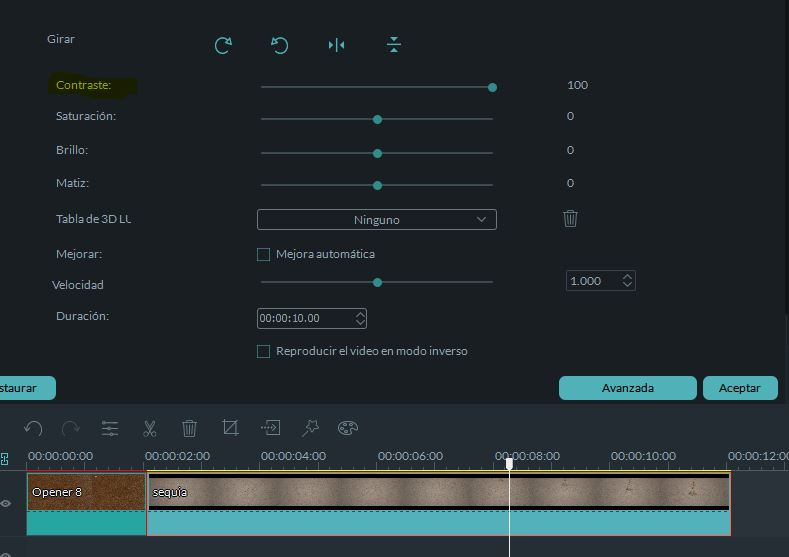 Girar
Contraste: 100
Saturación: 0
Brillo: 0
Matiz: 0
Tabla de 3D LU Ninguno
Mejorar: Mejora automática
Velocidad 1.000
Duración: 00:00:10.00
Reproducir el video en modo inverso
staurar Avanzada Aceptar
00:00:00:00 00:00:02:00 00:00:04:00 00:00:06:00 00:00:08:00 00:00:10:00 00:00:12:00
Opener 8 sequía